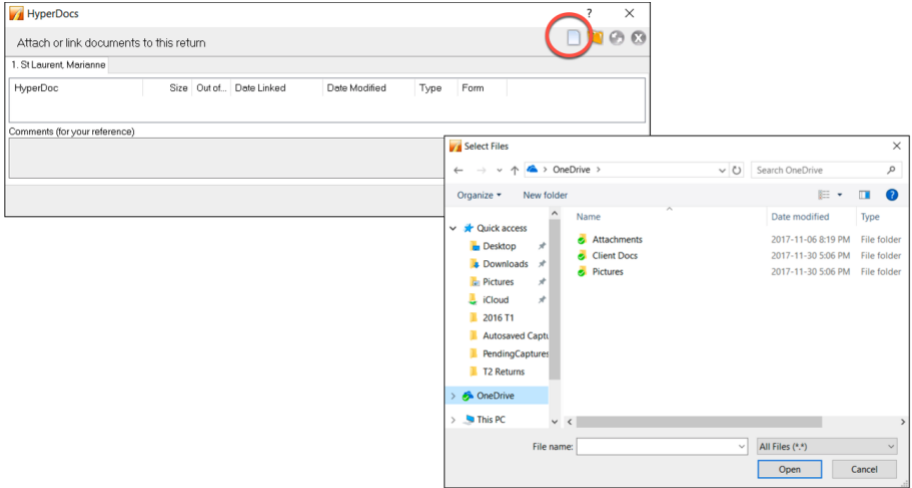 HyperDocs
?
Attach or link documents to this return
1. St Laurent, Marianne
HyperDoc Size Out of... Date Linked Date Modified Type Form
Comments (for your reference)
Select Files
OneDrive
Search OneDrive
Organize New folder
?
Name Date modified Type
Quick access
Desktop
Downloads
Pictures
iCloud
2016 T1
Autosaved Captu
PendingCaptures
T2 Returns
OneDrive
This PC
Attachments 2017-11-06 8:19 PM File folder
Client Docs 2017-11-30 5:06 PM File folder
Pictures 2017-11-30 5:06 PM File folder
File name: All Files (*.*)
Open Cancel